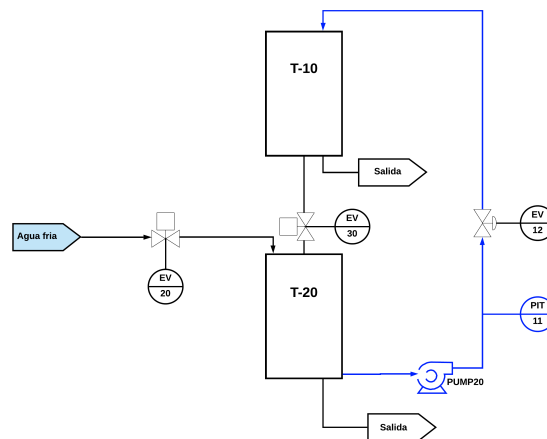 T-10
Salida
EV
12
EV
30
Agua fria
T-20
EV
20
PIT
11
PUMP20
Salida